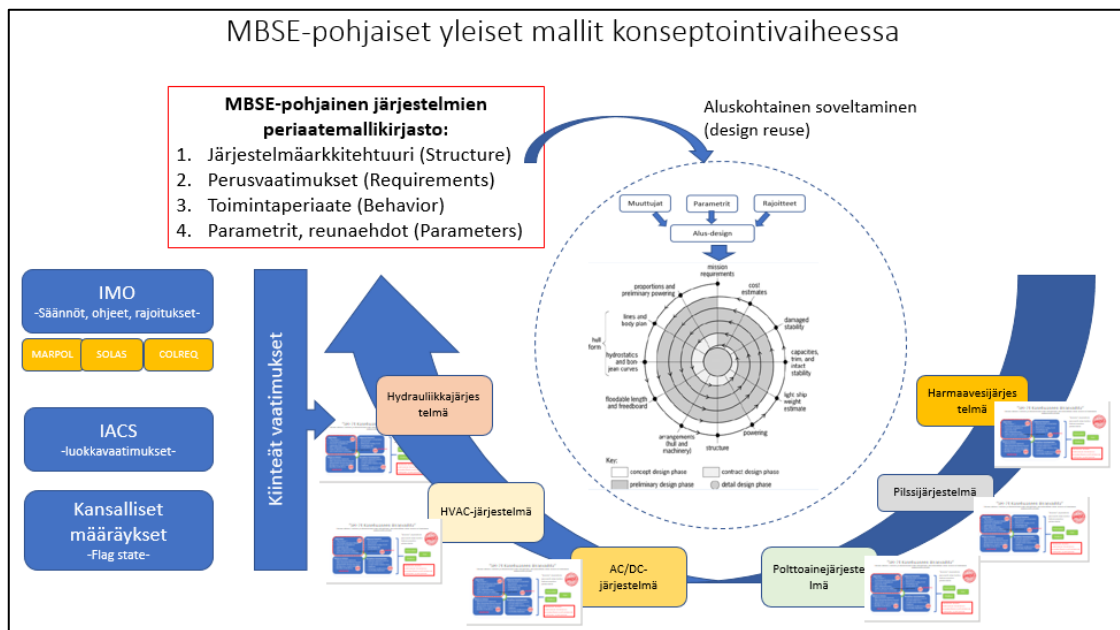 MBSE-pohjaiset yleiset mallit konseptointivaiheessa
MBSE-pohjainen järjestelmien
periaatemallikirjasto:
1. Järjestelmäarkkitehtuuri (Structure)
2. Perusvaatimukset (Requirements)
3. Toimintaperiaate (Behavior)
4. Parametrit, reunaehdot (Parameters)
Aluskohtainen soveltaminen
(design reuse)
Muuttujat
Parametrit
Rajoitteet
Alus-design
mission
requirements
cost
estimates
damaged
stability
capacities,
trim, and
intact
stability
light ship
weight
estimate
powering
structure
arrangements
(hull and
machinery)
floodable length
and freeboard
hydrostatics
and bon-
jean curves
hull
form
lines and
body plan
proportions and
preliminary powering
Key:
concept design phase
contract design phase
preliminary design phase
detail design phase
IMO
-Säännöt, ohjeet, rajoitukset-
MARPOL
SOLAS
COLREQ
IACS
-luokkavaatimukset-
Kansalliset
määräykset
-Flag state-
Kiinteät vaatimukset
Hydrauliikkajärjes
telmä
HVAC-järjestelmä
AC/DC-
järjestelmä
Polttoainejärjeste
lmä
Pilssijärjestelmä
Harmaavesijärjes
telmä